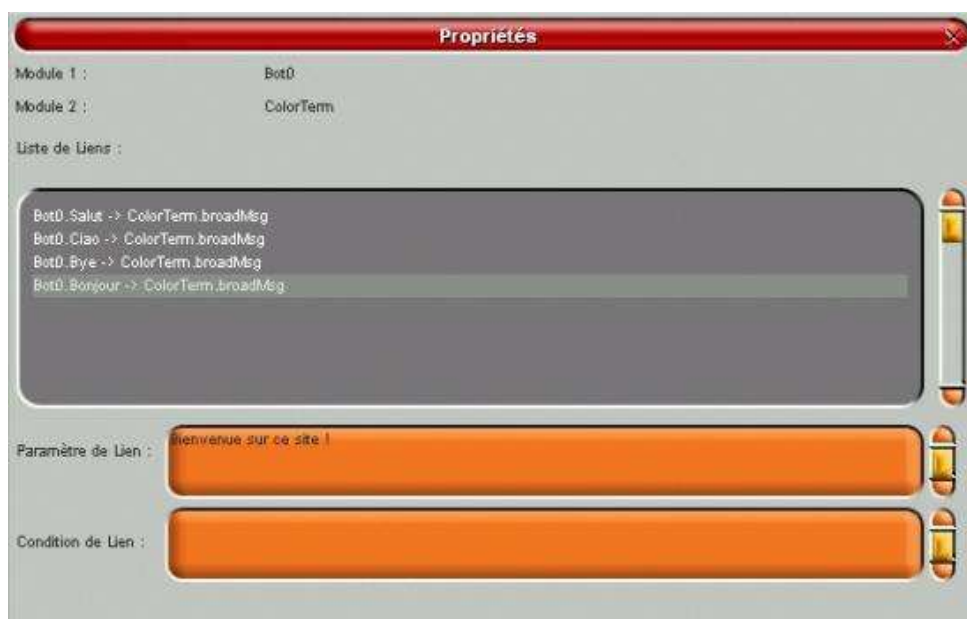 Propriétés
Module 1 : Bot0
Module 2 : ColorTerm
Liste de Liens :
Bot0.Salut -> ColorTerm.broadMsg
Bot0.Ciao -> ColorTerm.broadMsg
Bot0.Bye -> ColorTerm.broadMsg
Bot0.Bonjour -> ColorTerm.broadMsg
Paramètre de Lien : Bienvenue sur ce site !
Condition de Lien :